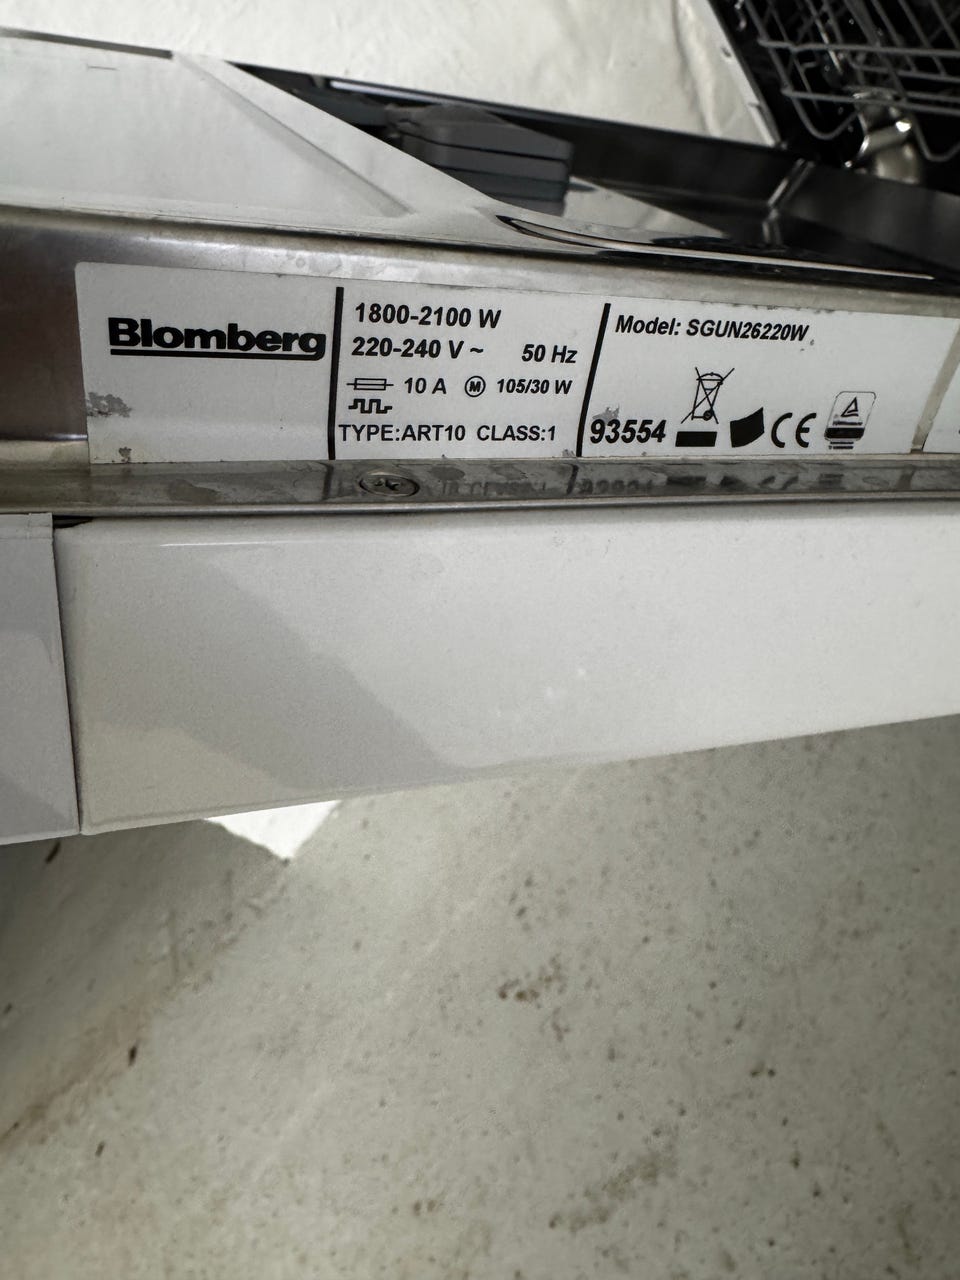 Blomberg
1800-2100 W
220-240 V ~ 50 Hz
10 A M 105/30 W
TYPE:ART10 CLASS:1
Model: SGUN26220W
93554 CE